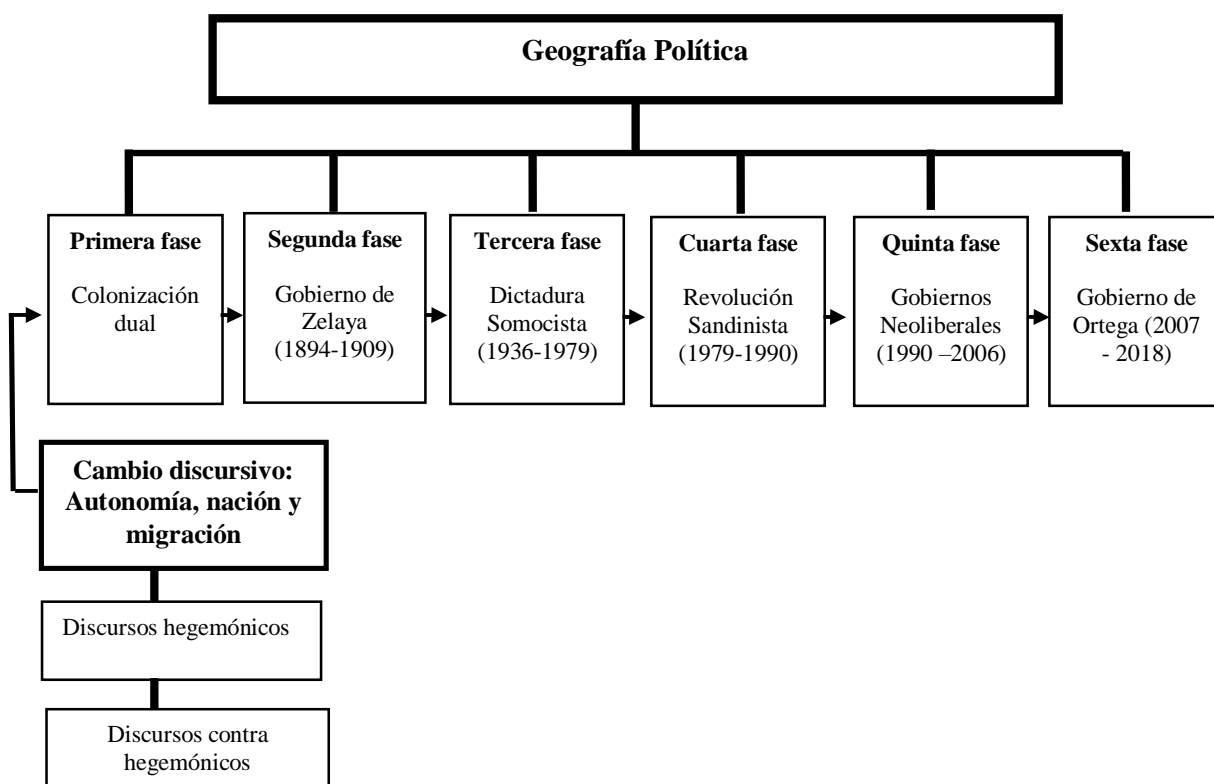 Geografía Política
Primera fase
Colonización
dual
Segunda fase
Gobierno de
Zelaya
(1894-1909)
Tercera fase
Dictadura
Somocista
(1936-1979)
Cuarta fase
Revolución
Sandinista
(1979-1990)
Quinta fase
Gobiernos
Neoliberales
(1990 –2006)
Sexta fase
Gobierno de
Ortega (2007
- 2018)
Cambio discursivo:
Autonomía, nación y
migración
Discursos hegemónicos
Discursos contra
hegemónicos